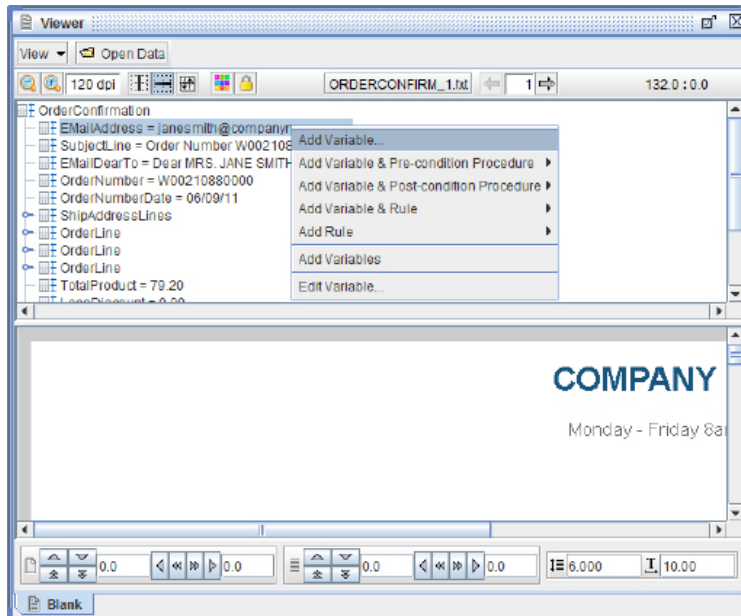 Viewer
View Open Data
120 dpi ORDERCONFIRM_1.txt 1 132.0 : 0.0
OrderConfirmation
EMailAddress = janesmith@companyn
SubjectLine = Order Number W002108
EMailDearTo = Dear MRS. JANE SMITH
OrderNumber = W00210880000
OrderNumberDate = 06/09/11
ShipAddressLines
OrderLine
OrderLine
OrderLine
TotalProduct = 79.20
LessDiscount = 0.00
Add Variable...
Add Variable & Pre-condition Procedure
Add Variable & Post-condition Procedure
Add Variable & Rule
Add Rule
Add Variables
Edit Variable...
COMPANY
Monday - Friday 8a
0.0 0.0 0.0 0.0 6.000 10.00
Blank